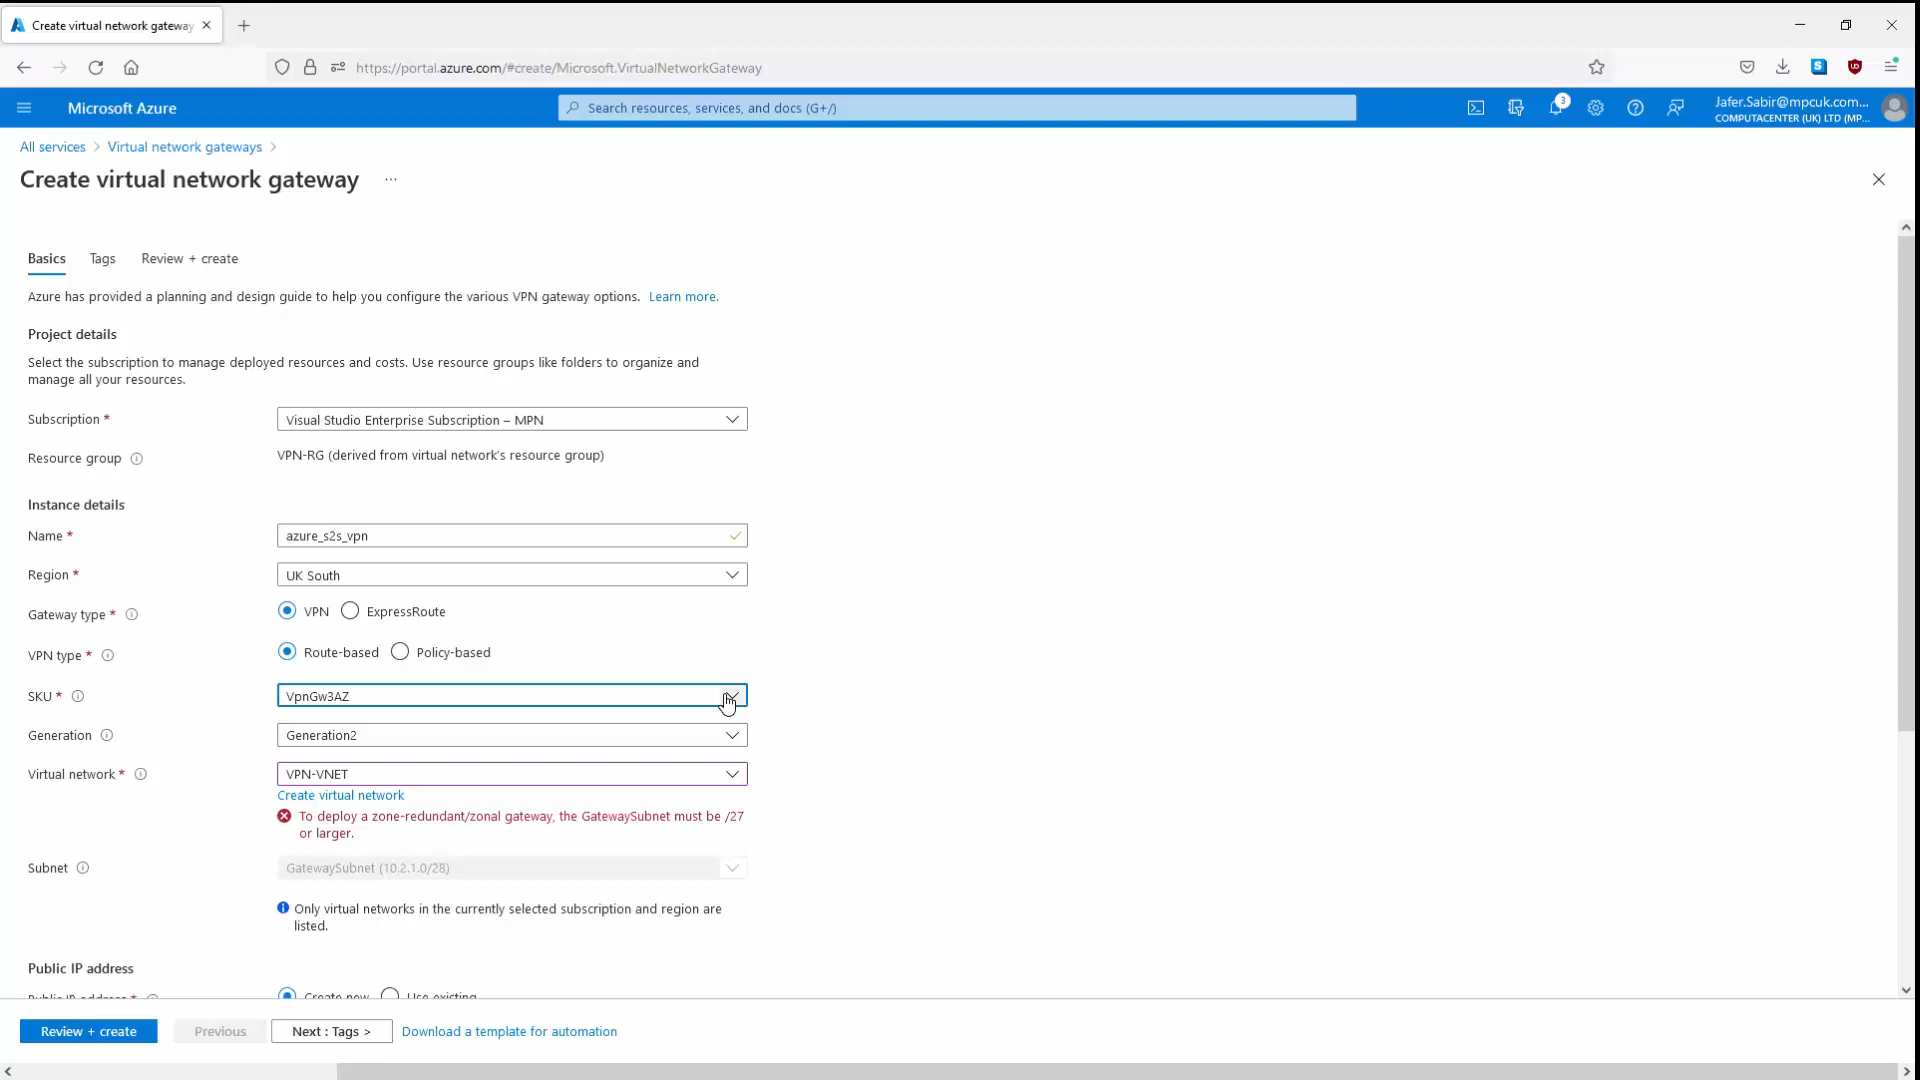 Create virtual network gateway
https://portal.azure.com/#create/Microsoft.VirtualNetworkGateway
Microsoft Azure
Search resources, services, and docs (G+/)
3
Jafer.Sabir@mpcuk.com...
COMPUTACENTER (UK) LTD (MP...
All services > Virtual network gateways >
Create virtual network gateway ...
Basics
Tags
Review + create
Azure has provided a planning and design guide to help you configure the various VPN gateway options. Learn more.
Project details
Select the subscription to manage deployed resources and costs. Use resource groups like folders to organize and
manage all your resources.
Subscription *
Visual Studio Enterprise Subscription – MPN
Resource group
VPN-RG (derived from virtual network's resource group)
Instance details
Name *
azure_s2s_vpn
Region *
UK South
Gateway type *
VPN
ExpressRoute
VPN type *
Route-based
Policy-based
SKU *
VpnGw3AZ
Generation
Generation2
Virtual network *
VPN-VNET
Create virtual network
To deploy a zone-redundant/zonal gateway, the GatewaySubnet must be /27
or larger.
Subnet
GatewaySubnet (10.2.1.0/28)
Only virtual networks in the currently selected subscription and region are
listed.
Public IP address
Public IP address *
Create new
Use existing
Review + create
Previous
Next : Tags >
Download a template for automation